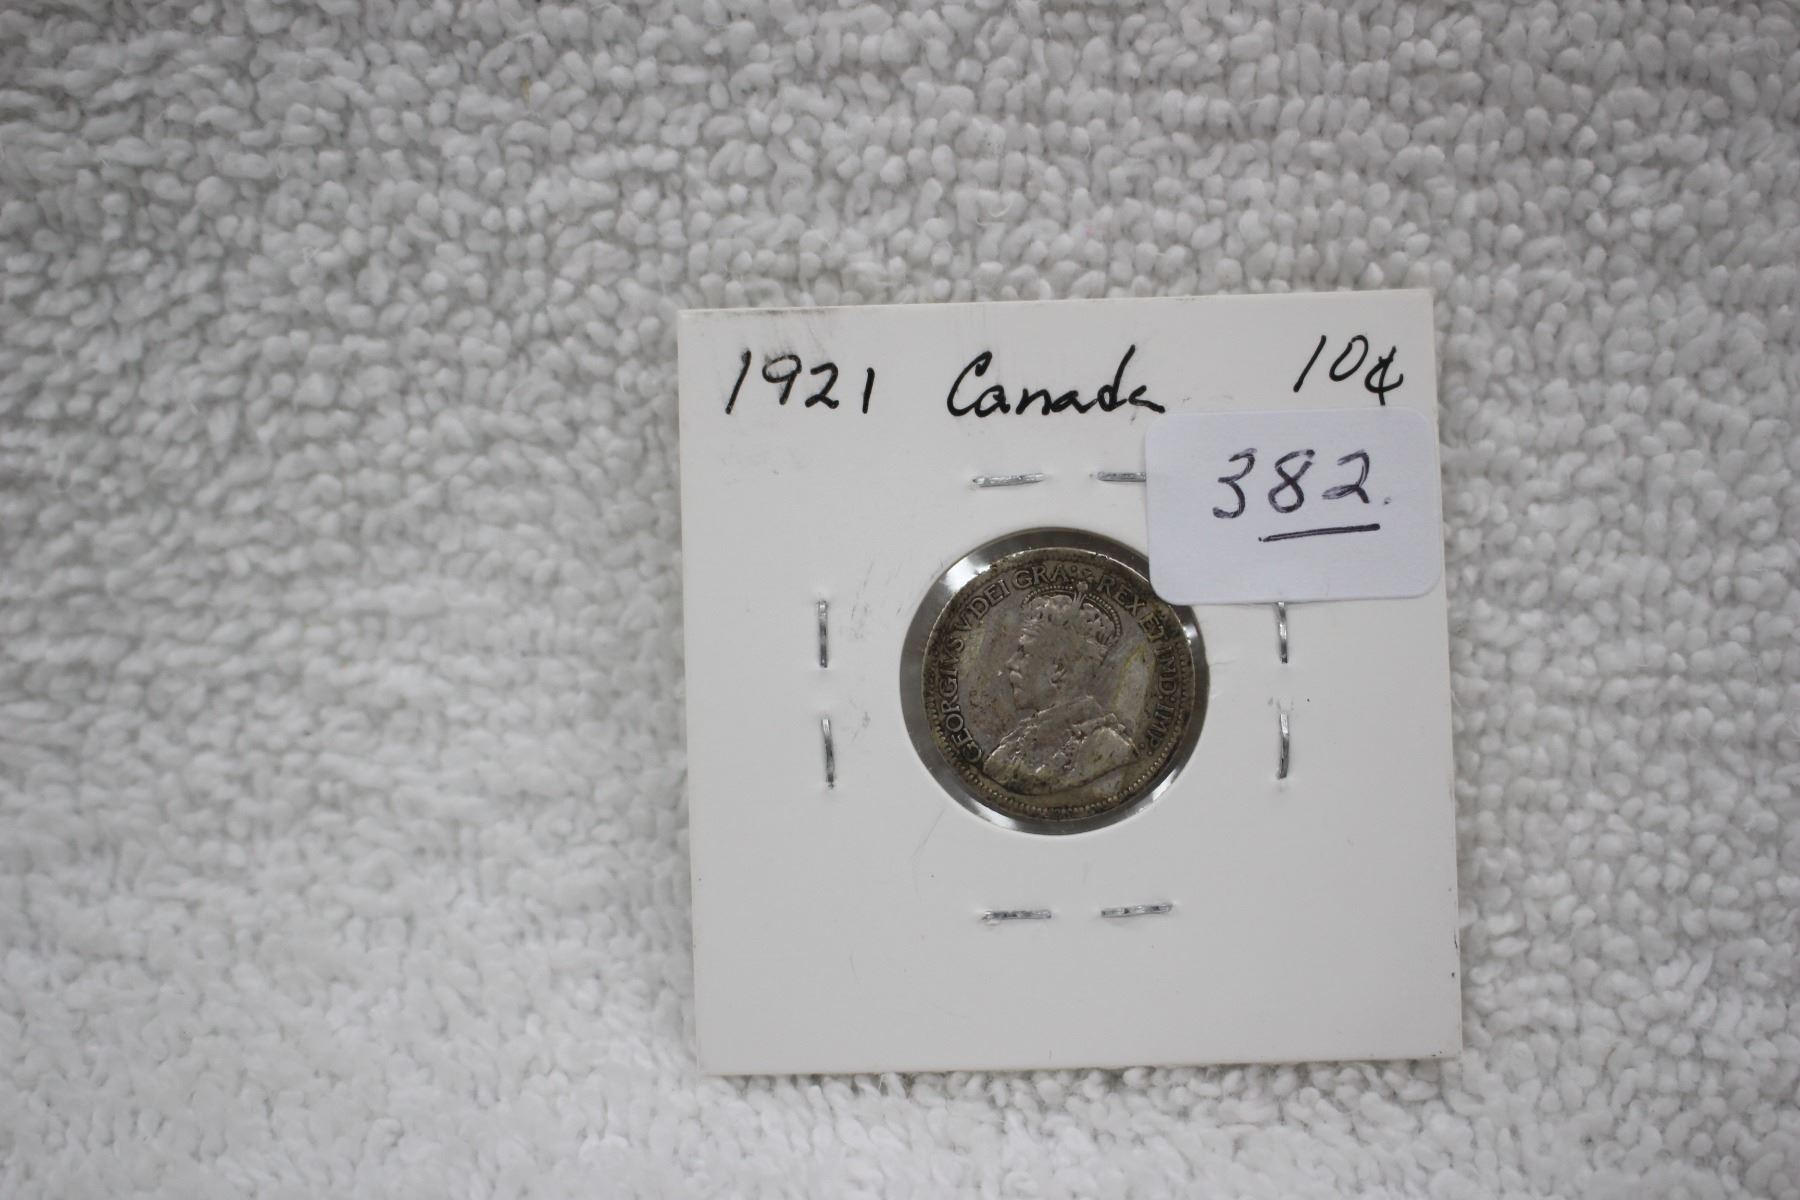 1921 Canada 10¢
382.
GEORGIVS V DEI GRA: REX ET IND: IMP: